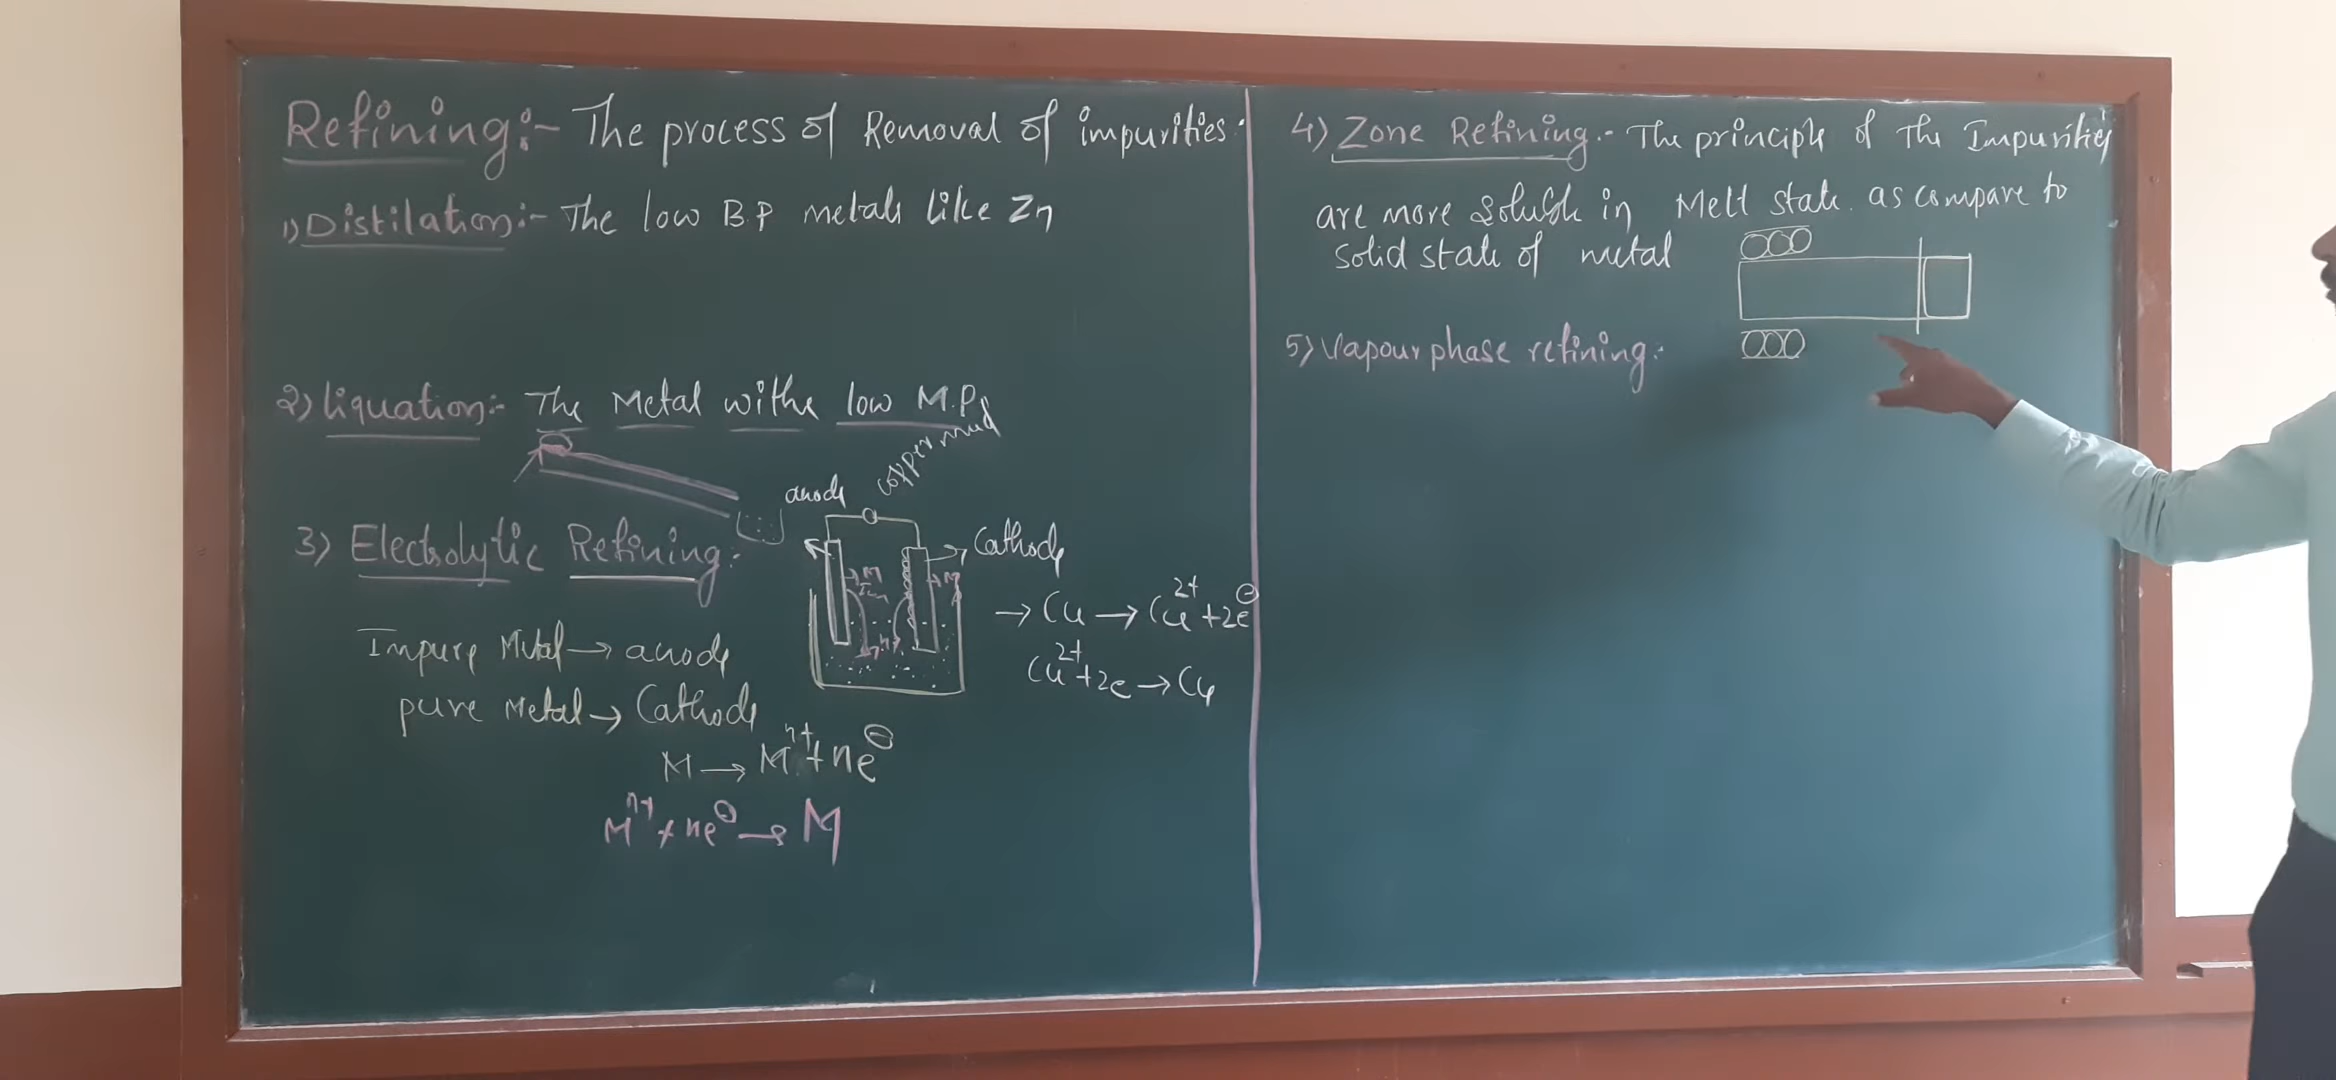 Refining:- The process of Removal of impurities.
1) Distilation:- The low B.P metals like Zn
2) liquation:- The Metal withe low M.Ps
copper mud
anode
3) Electrolytic Refining:-
Cathode
M
M
Impure Metal → anode
pure Metal → Cathode
→ Cu → Cu²⁺ + 2e⊖
Cu²⁺ + 2e → Cu
M → Mⁿ⁺ + ne⊖
Mⁿ⁺ + ne⊖ → M
4) Zone Refining:- The principle of The Impurities
are more soluble in Melt state. as compare to
solid state of metal
5) Vapour phase refining:-